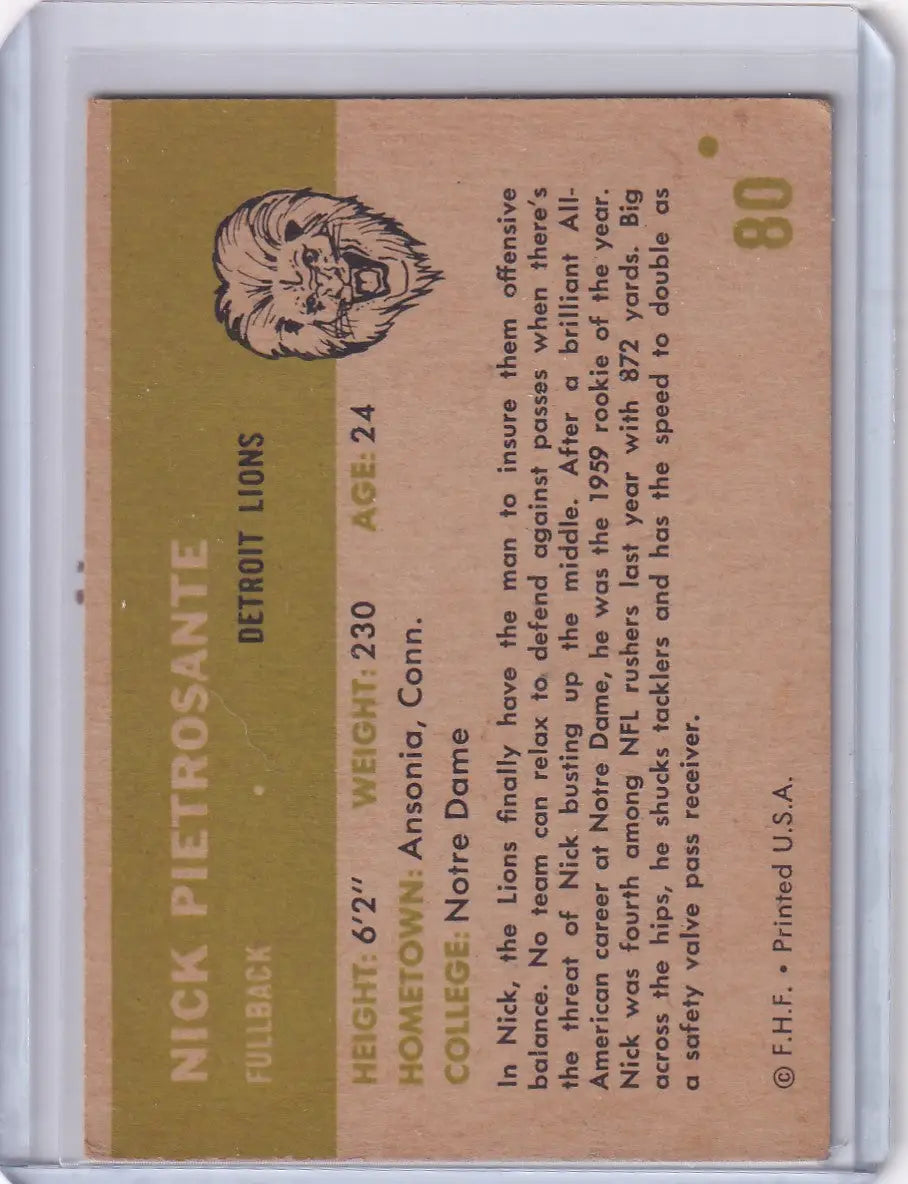 NICK PIETROSANTE
FULLBACK • DETROIT LIONS
HEIGHT: 6'2" WEIGHT: 230 AGE: 24
HOMETOWN: Ansonia, Conn.
COLLEGE: Notre Dame
In Nick, the Lions finally have the man to insure them offensive
balance. No team can relax to defend against passes when there's
the threat of Nick busting up the middle. After a brilliant All-
American career at Notre Dame, he was the 1959 rookie of the year.
Nick was fourth among NFL rushers last year with 872 yards. Big
across the hips, he shucks tacklers and has the speed to double as
a safety valve pass receiver.
80
© F.H.F. • Printed U.S.A.